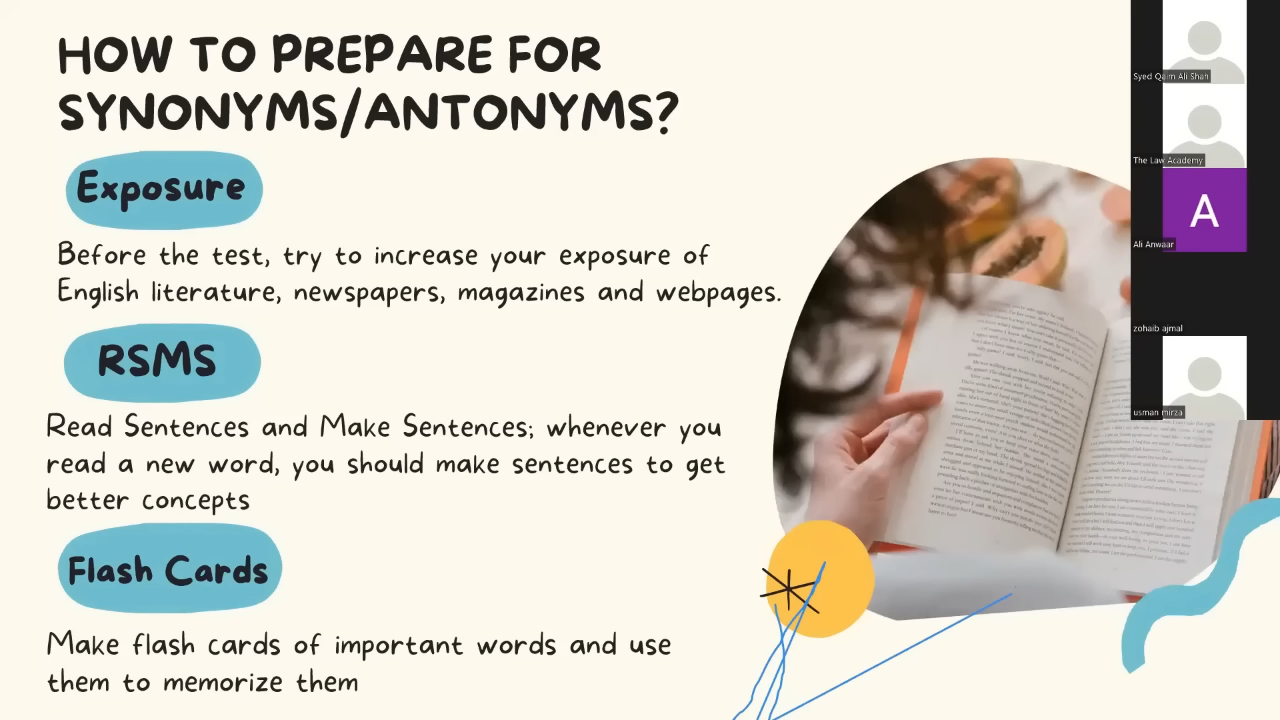 HOW TO PREPARE FOR
SYNONYMS/ANTONYMS?
Exposure
Before the test, try to increase your exposure of
English literature, newspapers, magazines and webpages.
RSMS
Read Sentences and Make Sentences; whenever you
read a new word, you should make sentences to get
better concepts
Flash Cards
Make flash cards of important words and use
them to memorize them
Syed Qaim Ali Shah
The Law Academy
A
Ali Anwaar
zohaib ajmal
usman mirza